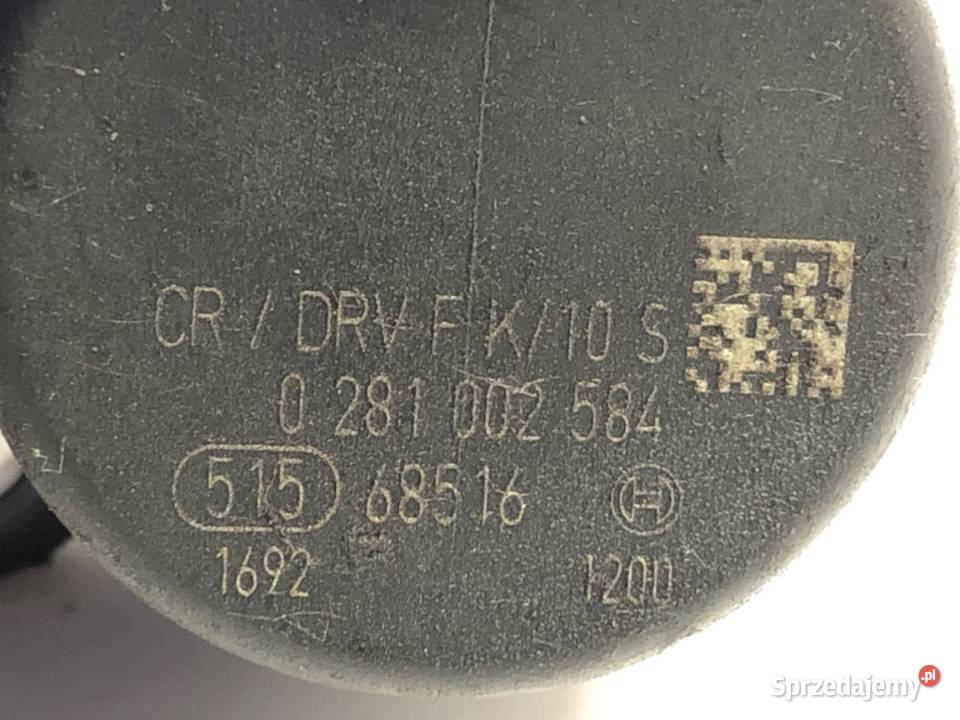 CR / DRV F K/10 S
0 281 002 584
515 68516
1692 1200
Sprzedajemy.pl